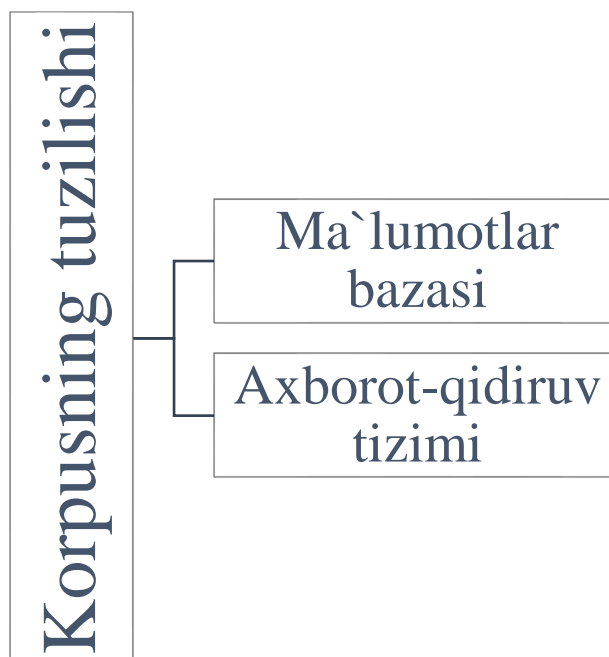 Korpusning tuzilishi
Ma`lumotlar
bazasi
Axborot-qidiruv
tizimi